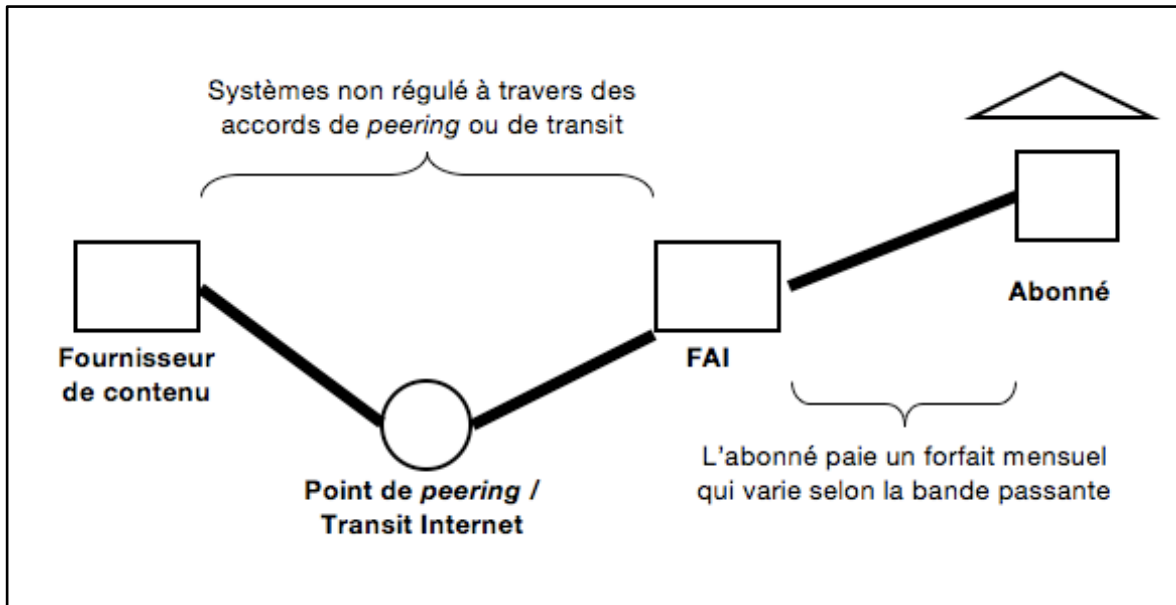 Systèmes non régulé à travers des
accords de peering ou de transit
Fournisseur
de contenu
Point de peering /
Transit Internet
FAI
Abonné
L'abonné paie un forfait mensuel
qui varie selon la bande passante